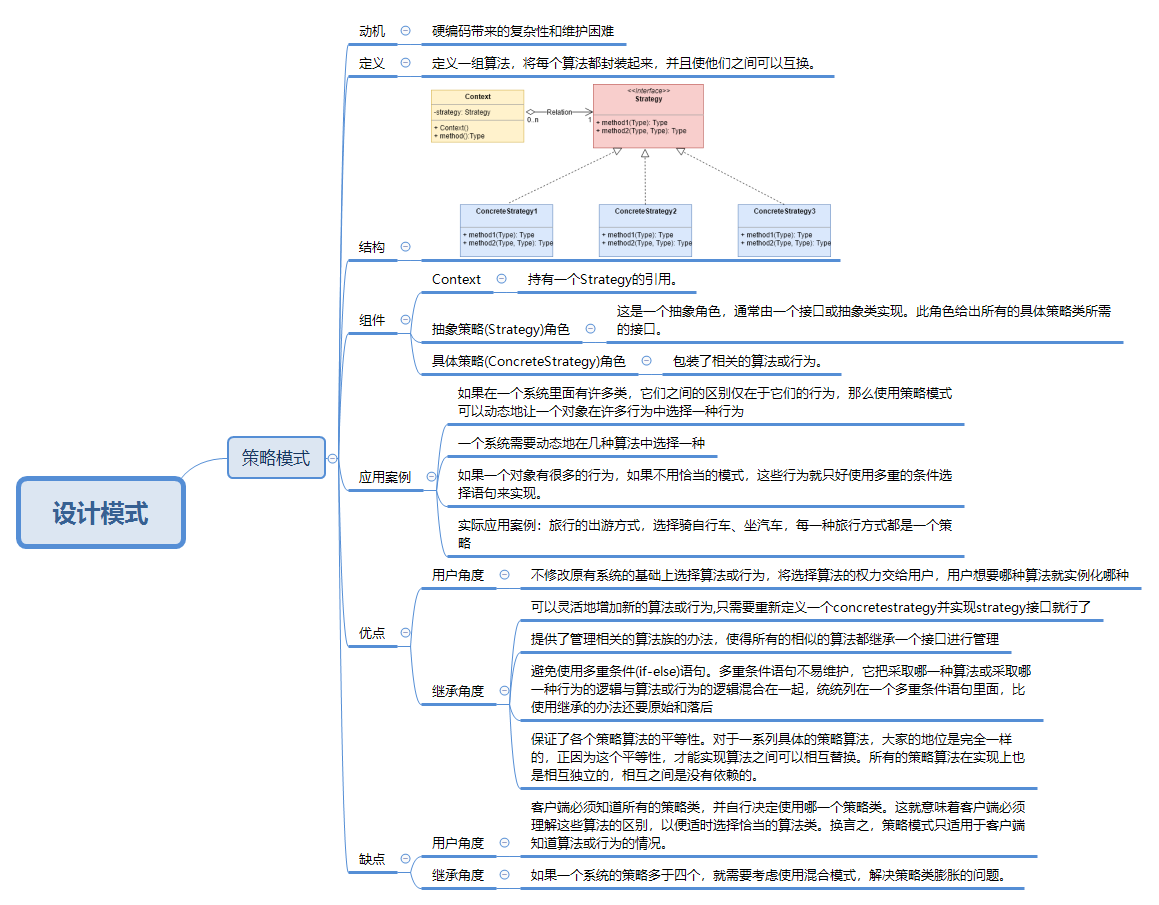 动机
硬编码带来的复杂性和维护困难
定义
定义一组算法，将每个算法都封装起来，并且使他们之间可以互换。
Context
-strategy: Strategy
+ Context()
+ method():Type
Relation
0..n
1
<<Interface>>
Strategy
+ method1(Type): Type
+ method2(Type, Type): Type
ConcreteStrategy1
+ method1(Type): Type
+ method2(Type, Type): Type
ConcreteStrategy2
+ method1(Type): Type
+ method2(Type, Type): Type
ConcreteStrategy3
+ method1(Type): Type
+ method2(Type, Type): Type
结构
组件
Context
持有一个Strategy的引用。
抽象策略(Strategy)角色
这是一个抽象角色，通常由一个接口或抽象类实现。此角色给出所有的具体策略类所需
的接口。
具体策略(ConcreteStrategy)角色
包装了相关的算法或行为。
设计模式
策略模式
应用案例
如果在一个系统里面有许多类，它们之间的区别仅在于它们的行为，那么使用策略模式
可以动态地让一个对象在许多行为中选择一种行为
一个系统需要动态地在几种算法中选择一种
如果一个对象有很多的行为，如果不用恰当的模式，这些行为就只好使用多重的条件选
择语句来实现。
实际应用案例：旅行的出游方式，选择骑自行车、坐汽车，每一种旅行方式都是一个策
略
优点
用户角度
不修改原有系统的基础上选择算法或行为，将选择算法的权力交给用户，用户想要哪种算法就实例化哪种
继承角度
可以灵活地增加新的算法或行为,只需要重新定义一个concretestrategy并实现strategy接口就行了
提供了管理相关的算法族的办法，使得所有的相似的算法都继承一个接口进行管理
避免使用多重条件(if-else)语句。多重条件语句不易维护，它把采取哪一种算法或采取哪
一种行为的逻辑与算法或行为的逻辑混合在一起，统统列在一个多重条件语句里面，比
使用继承的办法还要原始和落后
保证了各个策略算法的平等性。对于一系列具体的策略算法，大家的地位是完全一样
的，正因为这个平等性，才能实现算法之间可以相互替换。所有的策略算法在实现上也
是相互独立的，相互之间是没有依赖的。
缺点
用户角度
客户端必须知道所有的策略类，并自行决定使用哪一个策略类。这就意味着客户端必须
理解这些算法的区别，以便适时选择恰当的算法类。换言之，策略模式只适用于客户端
知道算法或行为的情况。
继承角度
如果一个系统的策略多于四个，就需要考虑使用混合模式，解决策略类膨胀的问题。